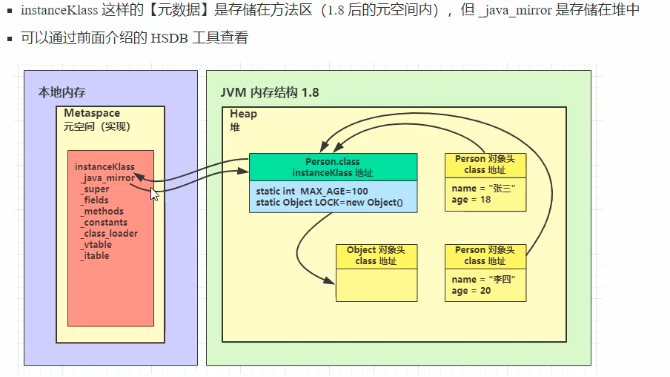 ▪ instanceKlass 这样的【元数据】是存储在方法区（1.8 后的元空间内），但 _java_mirror 是存储在堆中
▪ 可以通过前面介绍的 HSDB 工具查看
本地内存
Metaspace
元空间（实现）
instanceKlass
_java_mirror
_super
_fields
_methods
_constants
_class_loader
_vtable
_itable
JVM 内存结构 1.8
Heap
堆
Person.class
instanceKlass 地址
static int MAX_AGE=100
static Object LOCK=new Object()
Person 对象头
class 地址
name = "张三"
age = 18
Object 对象头
class 地址
Person 对象头
class 地址
name = "李四"
age = 20